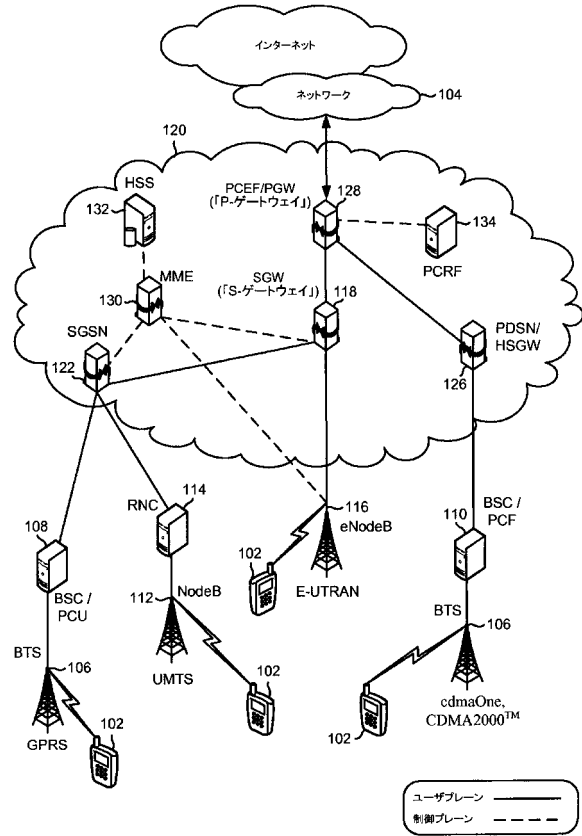 インターネット
ネットワーク
104
120
HSS
132
PCEF/PGW
(「P-ゲートウェイ」)
128
134
PCRF
MME
130
SGW
(「S-ゲートウェイ」)
118
SGSN
122
PDSN/
HSGW
126
RNC
114
116
eNodeB
108
BSC /
PCU
BSC /
PCF
110
102
E-UTRAN
NodeB
112
BTS
106
BTS
106
UMTS
102
102
GPRS
102
cdmaOne,
CDMA2000™
ユーザプレーン
制御プレーン